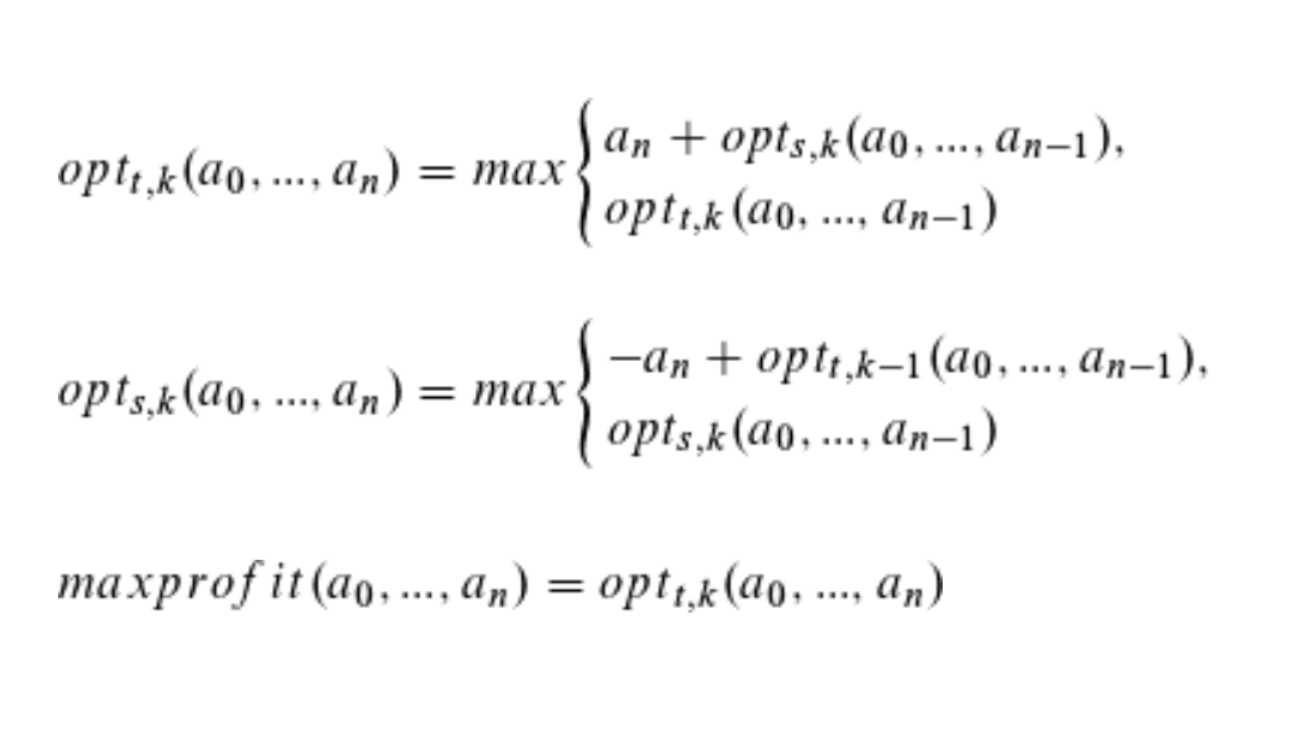 opt_{t,k}(a_0, ..., a_n) = max { a_n + opt_{s,k}(a_0, ..., a_{n-1}),
opt_{t,k}(a_0, ..., a_{n-1})
opt_{s,k}(a_0, ..., a_n) = max { -a_n + opt_{t,k-1}(a_0, ..., a_{n-1}),
opt_{s,k}(a_0, ..., a_{n-1})
maxprofit(a_0, ..., a_n) = opt_{t,k}(a_0, ..., a_n)